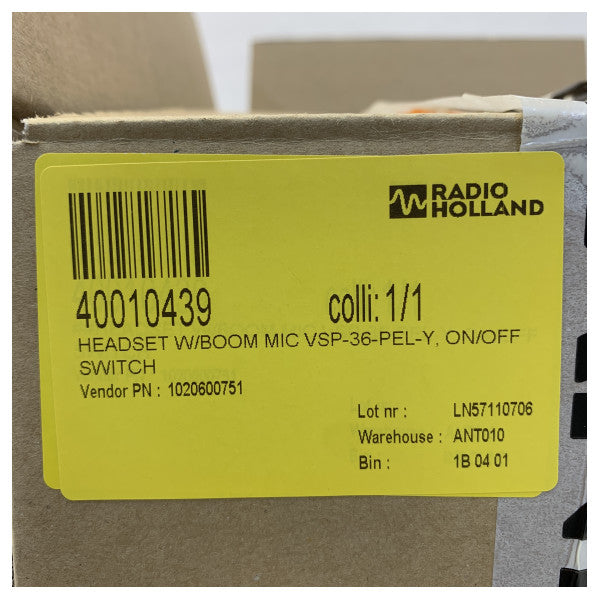 RADIO
HOLLAND
40010439 colli: 1/1
HEADSET W/BOOM MIC VSP-36-PEL-Y, ON/OFF
SWITCH
Vendor PN : 1020600751
Lot nr : LN57110706
Warehouse : ANT010
Bin : 1B 04 01